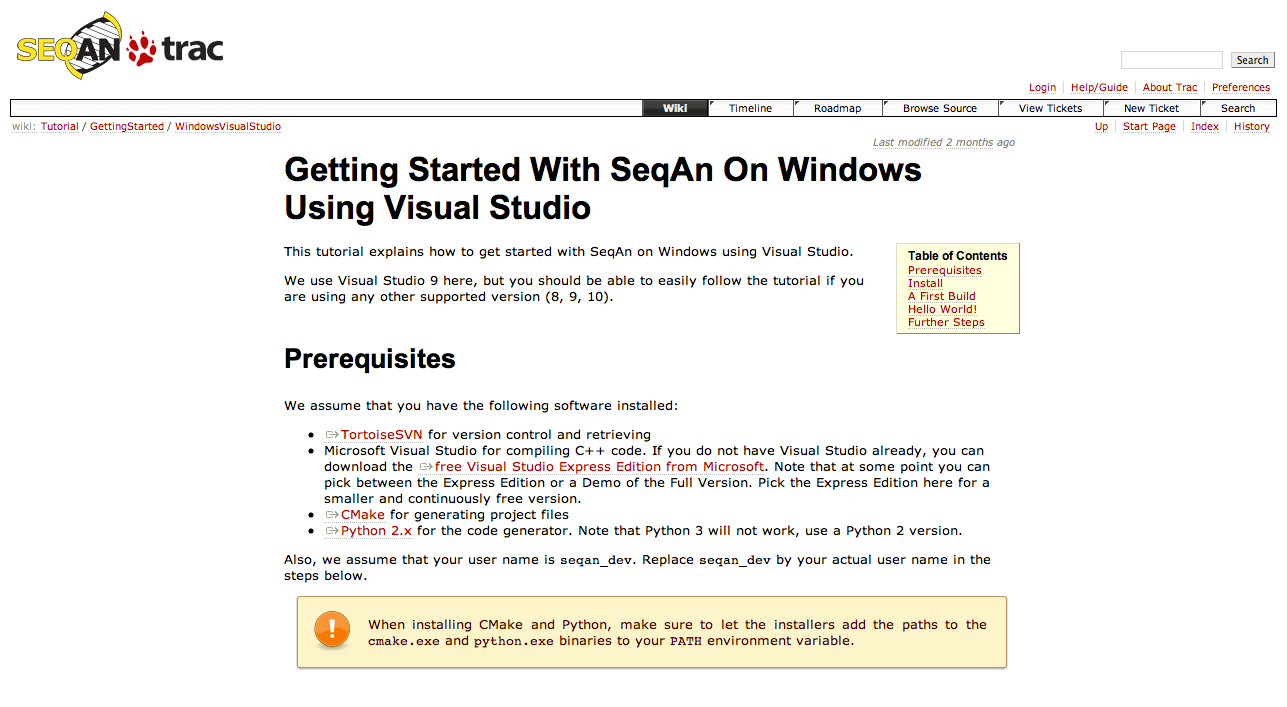 SEQAN trac
Search
Login Help/Guide About Trac Preferences
Wiki Timeline Roadmap Browse Source View Tickets New Ticket Search
wiki: Tutorial / GettingStarted / WindowsVisualStudio
Up Start Page Index History
Last modified 2 months ago
Getting Started With SeqAn On Windows
Using Visual Studio
This tutorial explains how to get started with SeqAn on Windows using Visual Studio.
We use Visual Studio 9 here, but you should be able to easily follow the tutorial if you
are using any other supported version (8, 9, 10).
Table of Contents
Prerequisites
Install
A First Build
Hello World!
Further Steps
Prerequisites
We assume that you have the following software installed:
• TortoiseSVN for version control and retrieving
• Microsoft Visual Studio for compiling C++ code. If you do not have Visual Studio already, you can
download the free Visual Studio Express Edition from Microsoft. Note that at some point you can
pick between the Express Edition or a Demo of the Full Version. Pick the Express Edition here for a
smaller and continuously free version.
• CMake for generating project files
• Python 2.x for the code generator. Note that Python 3 will not work, use a Python 2 version.
Also, we assume that your user name is seqan_dev. Replace seqan_dev by your actual user name in the
steps below.
When installing CMake and Python, make sure to let the installers add the paths to the
cmake.exe and python.exe binaries to your PATH environment variable.